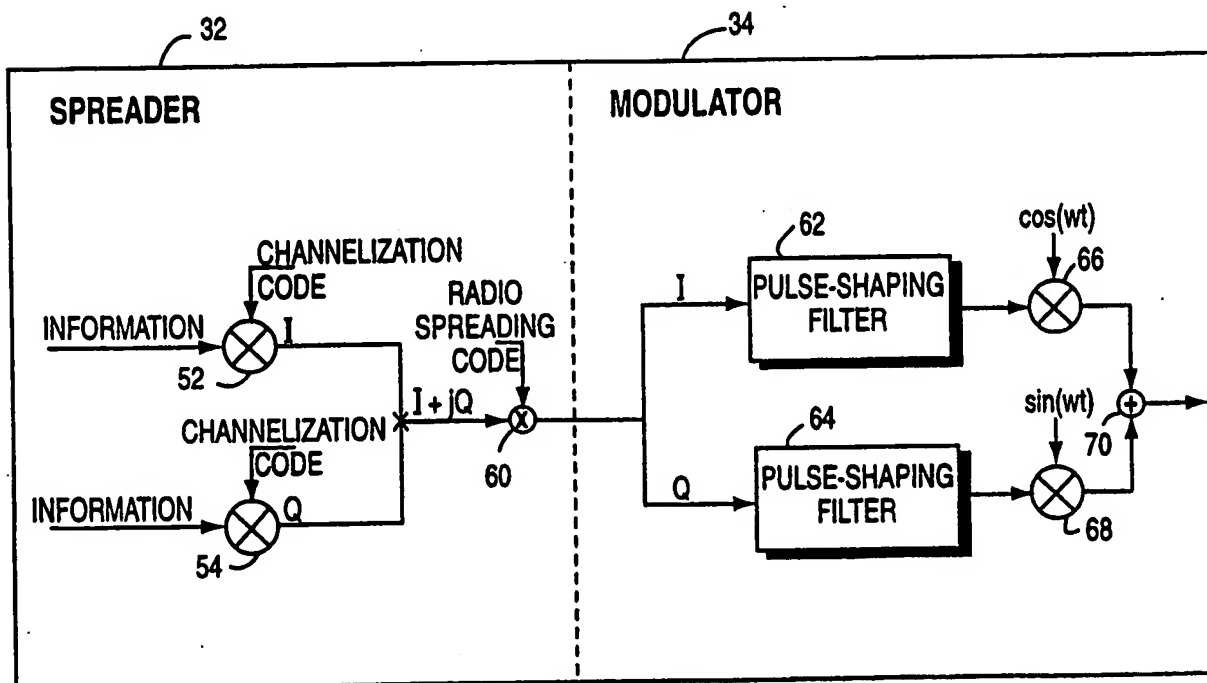 32
34
SPREADER
MODULATOR
CHANNELIZATION
CODE
INFORMATION
I
52
CHANNELIZATION
CODE
INFORMATION
Q
54
I + jQ
RADIO
SPREADING
CODE
60
I
62
PULSE-SHAPING
FILTER
cos(wt)
66
Q
64
PULSE-SHAPING
FILTER
sin(wt)
68
70